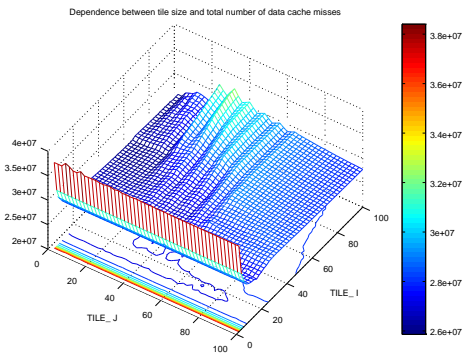 Dependence between tile size and total number of data cache misses
4e+07
3.5e+07
3e+07
2.5e+07
2e+07
0
20
40
60
80
100
TILE_ J
0
20
40
60
80
100
TILE_ I
3.8e+07
3.6e+07
3.4e+07
3.2e+07
3e+07
2.8e+07
2.6e+07